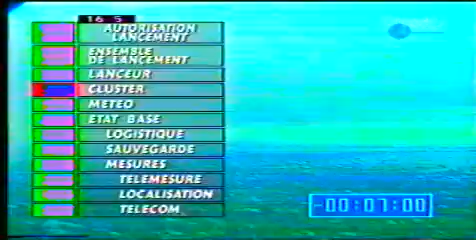 16 5
AUTORISATION
LANCEMENT
ENSEMBLE
DE LANCEMENT
LANCEUR
CLUSTER
METEO
ETAT BASE
LOGISTIQUE
SAUVEGARDE
MESURES
TELEMESURE
LOCALISATION
TELECOM
-00:07:00